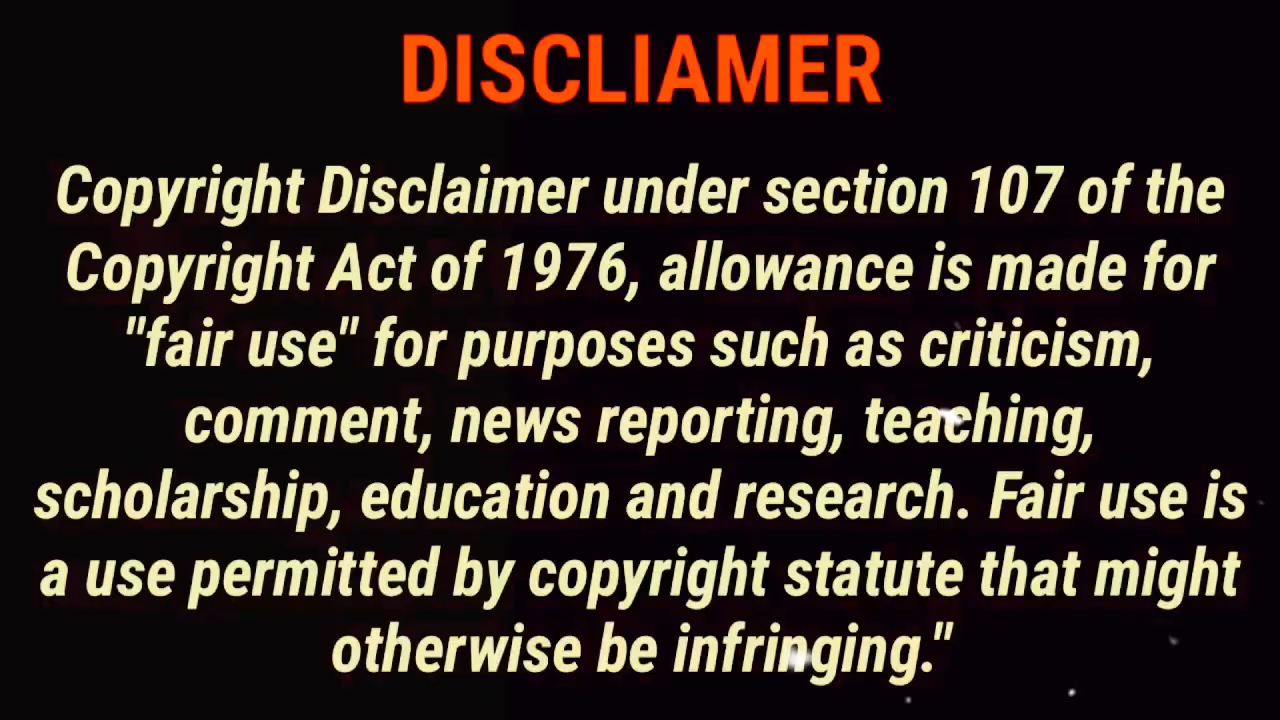 DISCLIAMER
Copyright Disclaimer under section 107 of the
Copyright Act of 1976, allowance is made for
"fair use" for purposes such as criticism,
comment, news reporting, teaching,
scholarship, education and research. Fair use is
a use permitted by copyright statute that might
otherwise be infringing."